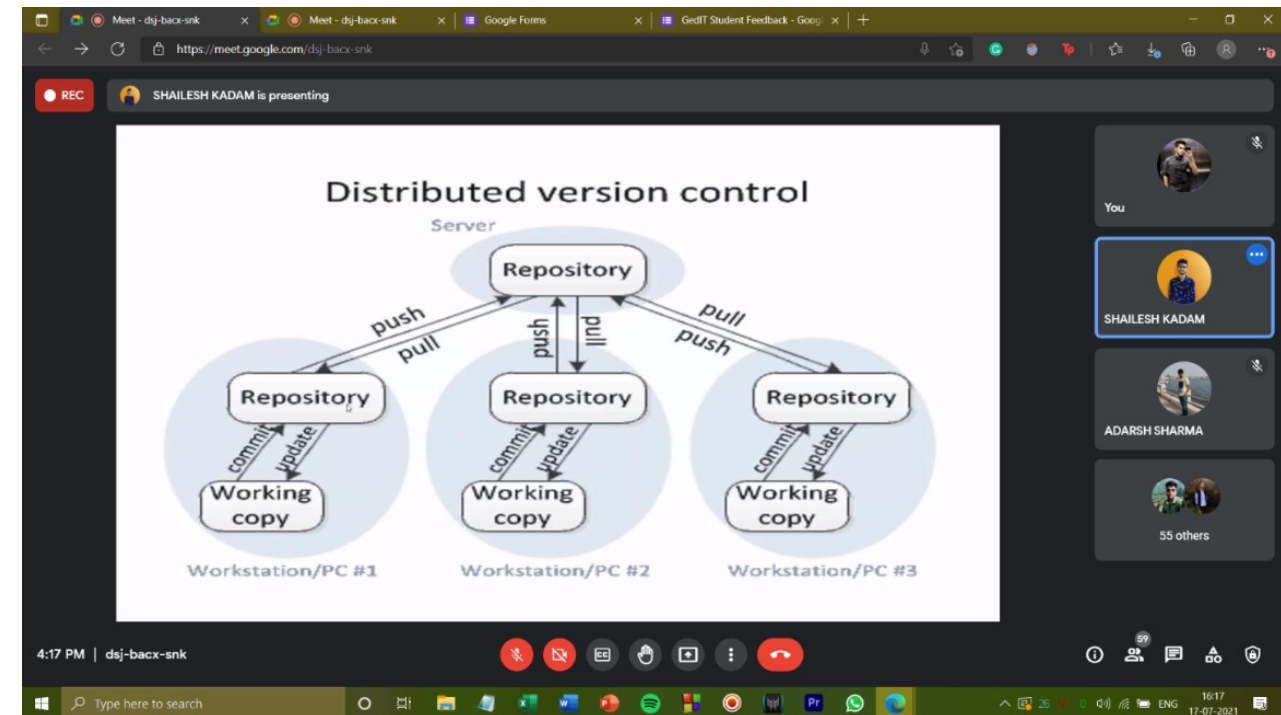 Meet - dsj-bacx-snk
Meet - dsj-bacx-snk
Google Forms
GedIT Student Feedback - Goog
https://meet.google.com/dsj-bacx-snk
REC
SHAILESH KADAM is presenting
Distributed version control
Server
Repository
push
pull
push
pull
pull
push
Repository
Repository
Repository
commit
update
commit
update
commit
update
Working
copy
Working
copy
Working
copy
Workstation/PC #1
Workstation/PC #2
Workstation/PC #3
You
SHAILESH KADAM
ADARSH SHARMA
55 others
4:17 PM | dsj-bacx-snk
CC
59
Type here to search
Pr
ENG
16:17
17-07-2021